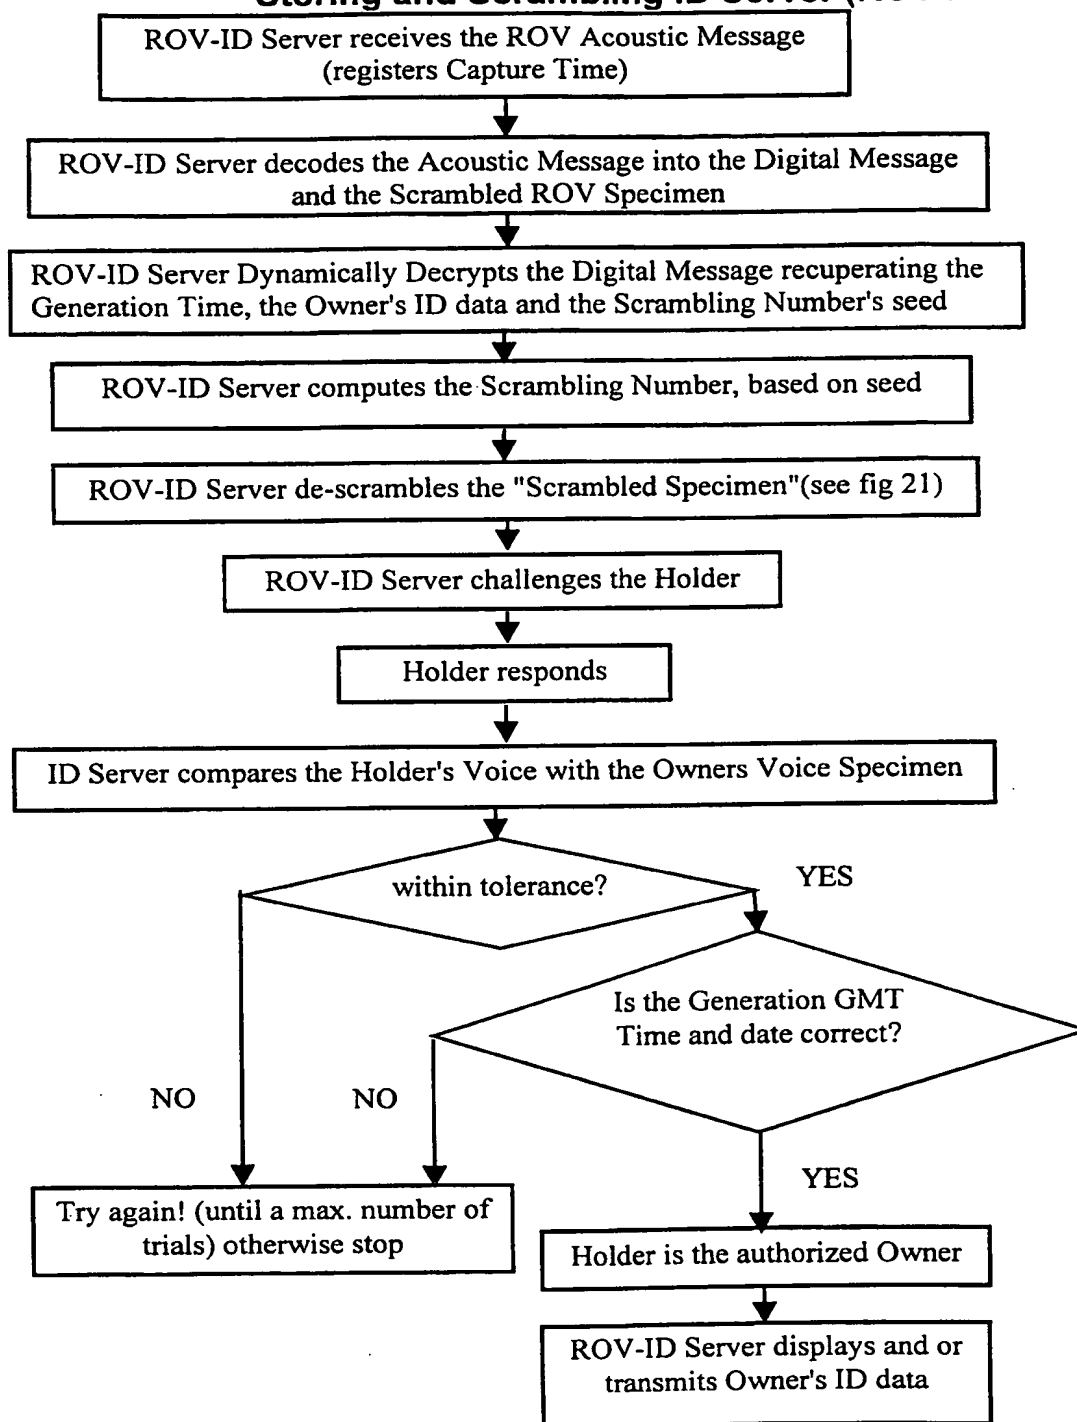 Storing and Scrambling ID Server
ROV-ID Server receives the ROV Acoustic Message
(registers Capture Time)
ROV-ID Server decodes the Acoustic Message into the Digital Message
and the Scrambled ROV Specimen
ROV-ID Server Dynamically Decrypts the Digital Message recuperating the
Generation Time, the Owner's ID data and the Scrambling Number's seed
ROV-ID Server computes the Scrambling Number, based on seed
ROV-ID Server de-scrambles the "Scrambled Specimen"(see fig 21)
ROV-ID Server challenges the Holder
Holder responds
ID Server compares the Holder's Voice with the Owners Voice Specimen
within tolerance?
YES
Is the Generation GMT
Time and date correct?
NO
NO
YES
Try again! (until a max. number of
trials) otherwise stop
Holder is the authorized Owner
ROV-ID Server displays and or
transmits Owner's ID data